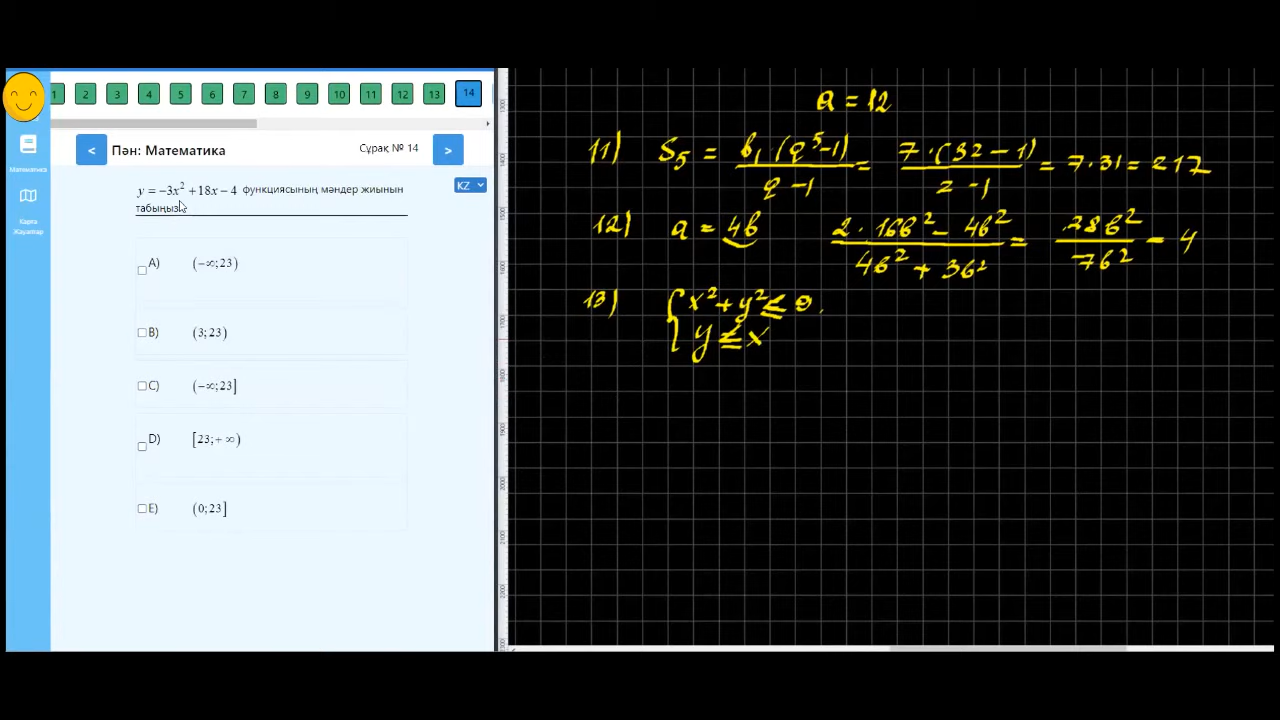 1 2 3 4 5 6 7 8 9 10 11 12 13 14
< Пән: Математика Сұрақ № 14 >
Математика
Карта
Жауаптар
KZ
y = −3x² + 18x − 4 функциясының мәндер жиынын
табыңыз.
A) (−∞;23)
B) (3;23)
C) (−∞;23]
D) [23;+∞)
E) (0;23]
a = 12
11) S₅ = b₁·(q⁵−1)/(q−1) = 7·(32−1)/(2−1) = 7·31 = 217
12) a = 4b (2·16b² − 4b²)/(4b² + 3b²) = 28b²/7b² = 4
13) { x² + y² ≤ 9
y ≤ x